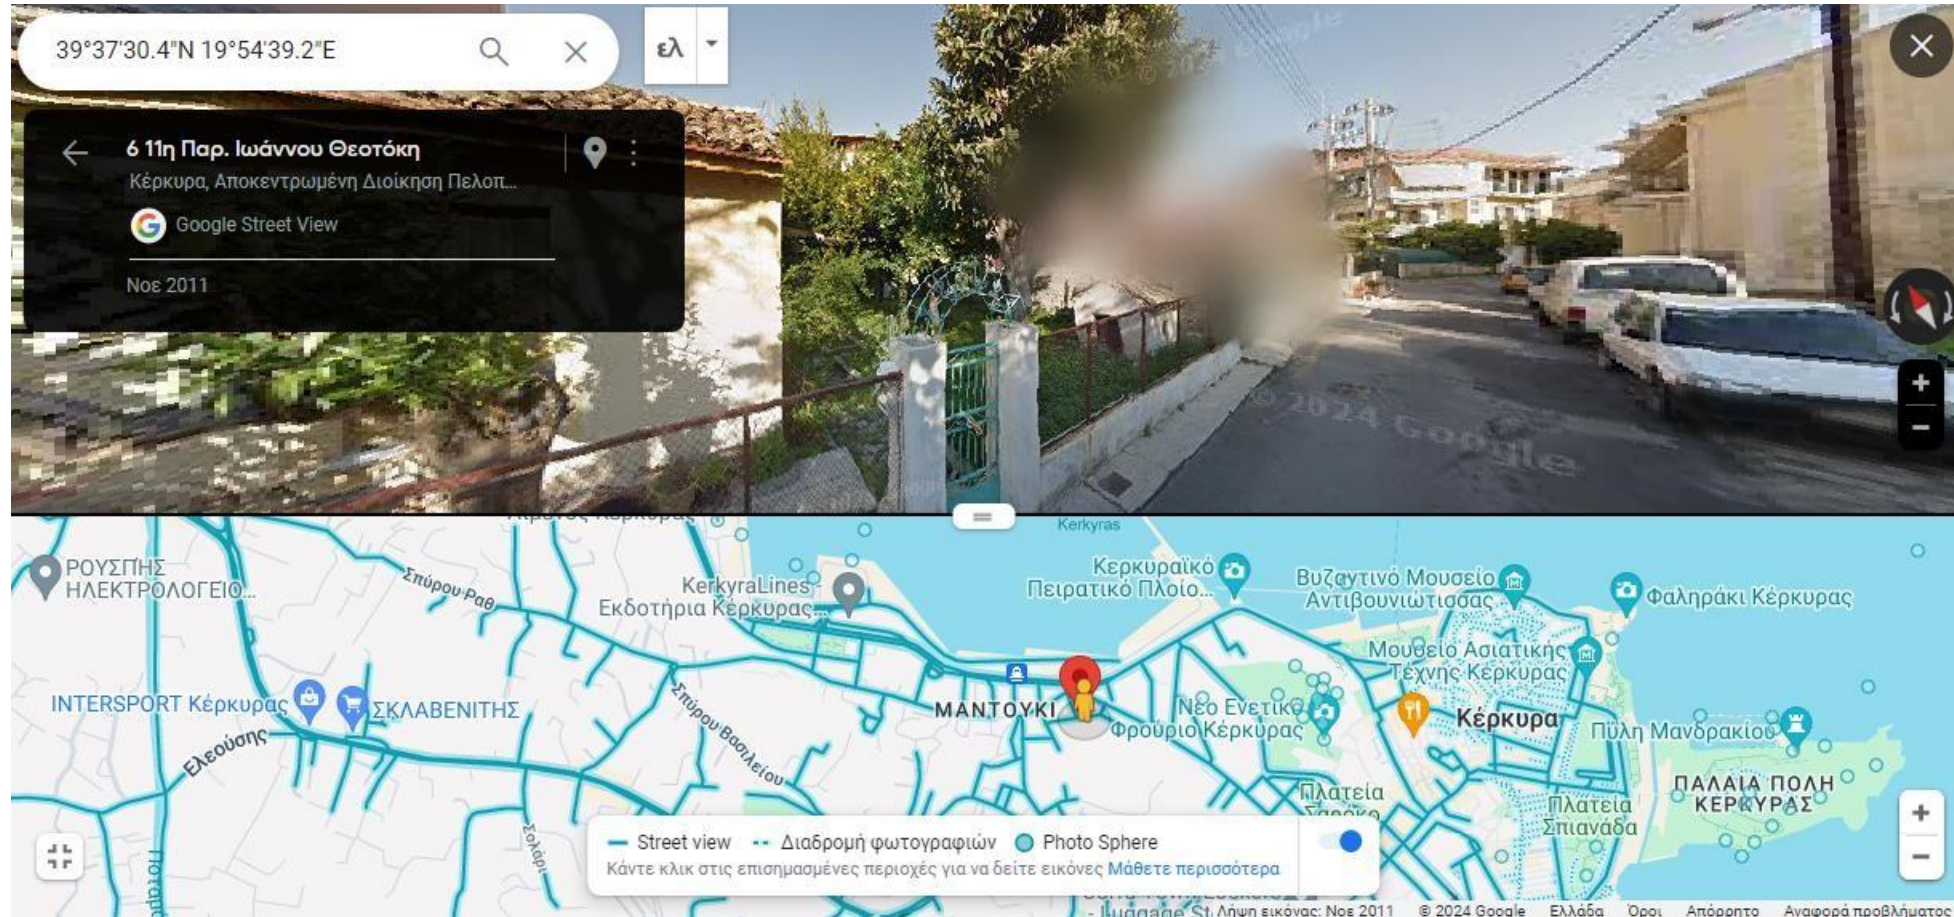 39°37'30.4"N 19°54'39.2"E
ελ
6 11η Παρ. Ιωάννου Θεοτόκη
Κέρκυρα, Αποκεντρωμένη Διοίκηση Πελοπ...
Google Street View
Νοε 2011
© 2024 Google
© 2024 Google
Kerkyras
ΡΟΥΣΠΗΣ
ΗΛΕΚΤΡΟΛΟΓΕΙΟ...
Σπύρου Ραθ
KerkyraLines -
Εκδοτήρια Κέρκυρας...
Κερκυραϊκό
Πειρατικό Πλοίο...
Βυζαντινό Μουσείο
Αντιβουνιώτισσας
Φαληράκι Κέρκυρας
Μουσείο Ασιατικής
Τέχνης Κέρκυρας
INTERSPORT Κέρκυρας
ΣΚΛΑΒΕΝΙΤΗΣ
Ελεούσης
Σπύρου Βασιλείου
ΜΑΝΤΟΥΚΙ
Νέο Ενετικό
Φρούριο Κέρκυρας
Κέρκυρα
Πύλη Μανδρακίου
ΠΑΛΑΙΑ ΠΟΛΗ
ΚΕΡΚΥΡΑΣ
Πλατεία
Πλατεία
Σπιανάδα
Σολάρι
Street view
Διαδρομή φωτογραφιών
Photo Sphere
Κάντε κλικ στις επισημασμένες περιοχές για να δείτε εικόνες Μάθετε περισσότερα
Λήψη εικόνας: Νοε 2011 © 2024 Google Ελλάδα Όροι Απόρρητο Αναφορά προβλήματος